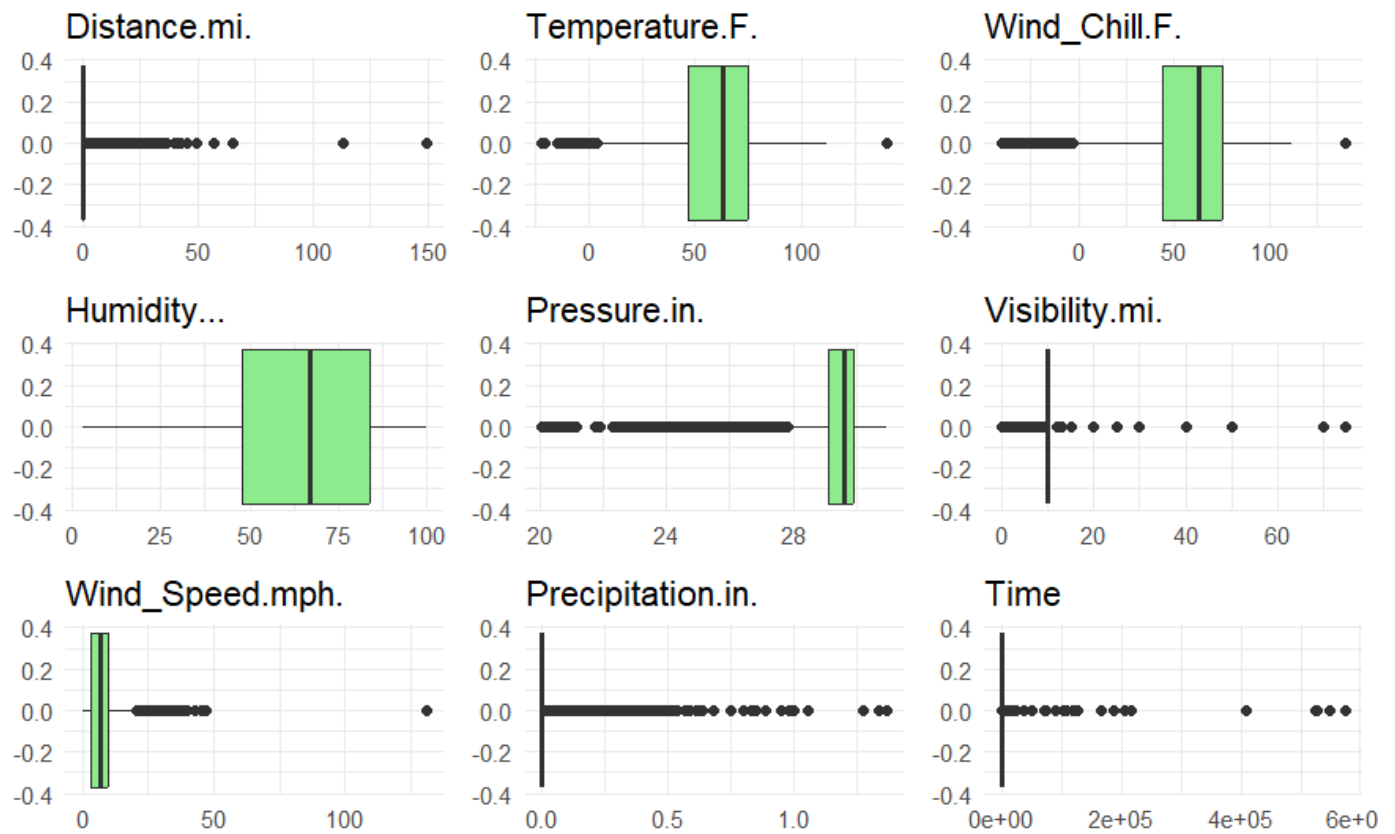 Distance.mi. Temperature.F. Wind_Chill.F.
0.4 0.4 0.4
0.2 0.2 0.2
0.0 0.0 0.0
-0.2 -0.2 -0.2
-0.4 -0.4 -0.4
0 50 100 150 0 50 100 0 50 100
Humidity... Pressure.in. Visibility.mi.
0.4 0.4 0.4
0.2 0.2 0.2
0.0 0.0 0.0
-0.2 -0.2 -0.2
-0.4 -0.4 -0.4
0 25 50 75 100 20 24 28 0 20 40 60
Wind_Speed.mph. Precipitation.in. Time
0.4 0.4 0.4
0.2 0.2 0.2
0.0 0.0 0.0
-0.2 -0.2 -0.2
-0.4 -0.4 -0.4
0 50 100 0.0 0.5 1.0 0e+00 2e+05 4e+05 6e+0